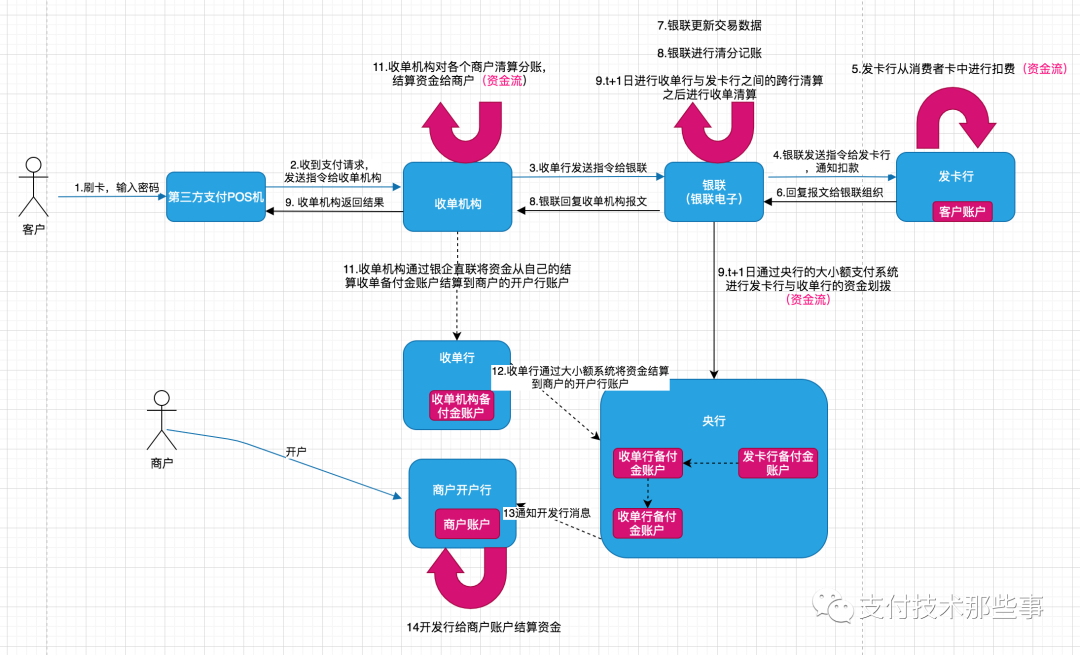 7.银联更新交易数据
8.银联进行清分记账
9.t+1日进行收单行与发卡行之间的跨行清算
之后进行收单清算
11.收单机构对各个商户清算分账，
结算资金给商户（资金流）
5.发卡行从消费者卡中进行扣费（资金流）
1.刷卡，输入密码
客户
第三方支付POS机
2.收到支付请求，
发送指令给收单机构
9. 收单机构返回结果
收单机构
3.收单行发送指令给银联
8.银联回复收单机构报文
银联
（银联电子）
4.银联发送指令给发卡行
，通知扣款
6.回复报文给银联组织
发卡行
客户账户
11.收单机构通过银企直联将资金从自己的结
算收单备付金账户结算到商户的开户行账户
9.t+1日通过央行的大小额支付系统
进行发卡行与收单行的资金划拨
（资金流）
收单行
收单机构备
付金账户
12.收单行通过大小额系统将资金结算
到商户的开户行账户
央行
收单行备付
金账户
发卡行备付金
账户
收单行备付
金账户
商户
开户
商户开户行
商户账户
13通知开发行消息
14开发行给商户账户结算资金
支付技术那些事